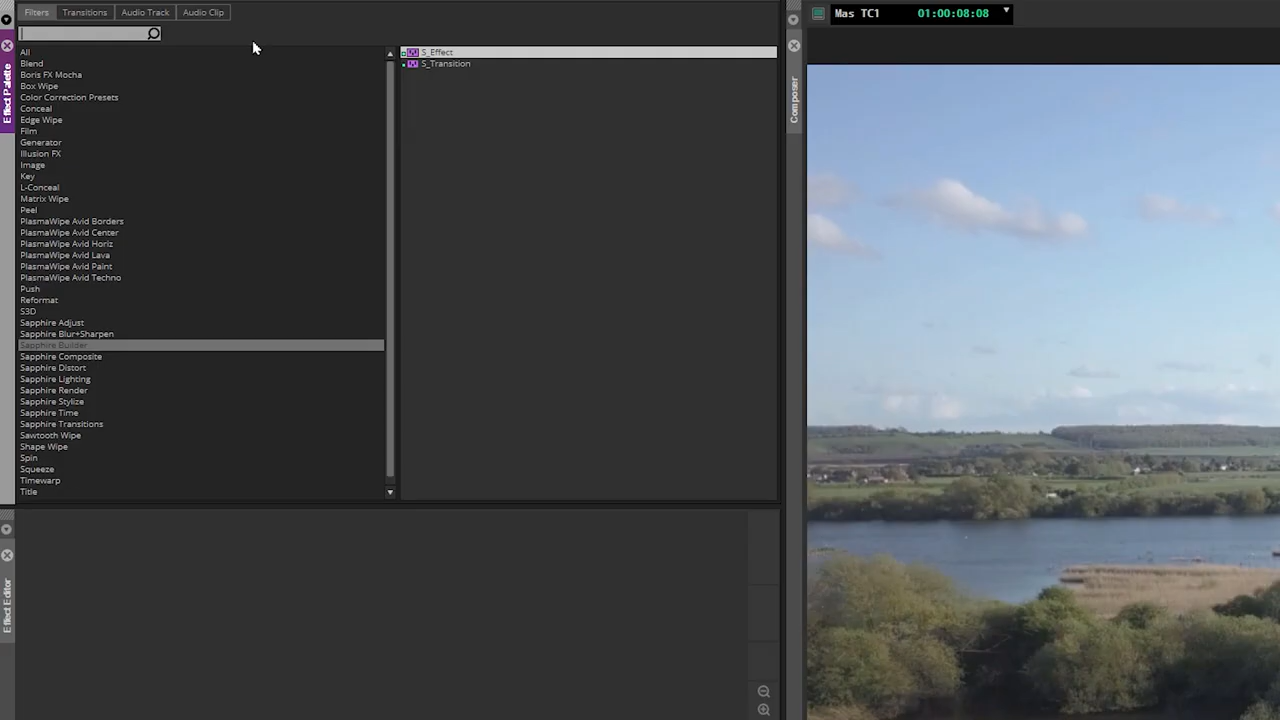 Filters Transitions Audio Track Audio Clip
Mas TC1 01:00:08:08
Effect Palette
Composer
All
Blend
Boris FX Mocha
Box Wipe
Color Correction Presets
Conceal
Edge Wipe
Film
Generator
Illusion FX
Image
Key
L-Conceal
Matrix Wipe
Peel
PlasmaWipe Avid Borders
PlasmaWipe Avid Center
PlasmaWipe Avid Horiz
PlasmaWipe Avid Lava
PlasmaWipe Avid Paint
PlasmaWipe Avid Techno
Push
Reformat
S3D
Sapphire Adjust
Sapphire Blur+Sharpen
Sapphire Builder
Sapphire Composite
Sapphire Distort
Sapphire Lighting
Sapphire Render
Sapphire Stylize
Sapphire Time
Sapphire Transitions
Sawtooth Wipe
Shape Wipe
Spin
Squeeze
Timewarp
Title
S_Effect
S_Transition
Effect Editor